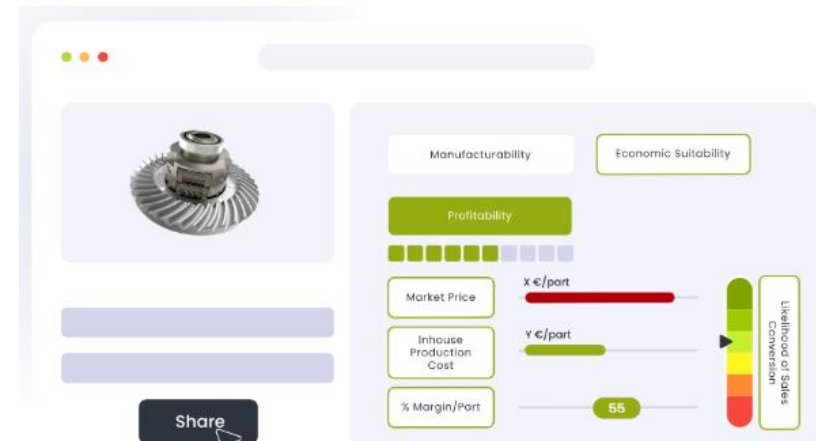 Manufacturability
Economic Suitability
Profitability
Market Price
X €/part
Inhouse
Production
Cost
Y €/part
% Margin/Part
55
Likelihood of Sales
Conversion
Share